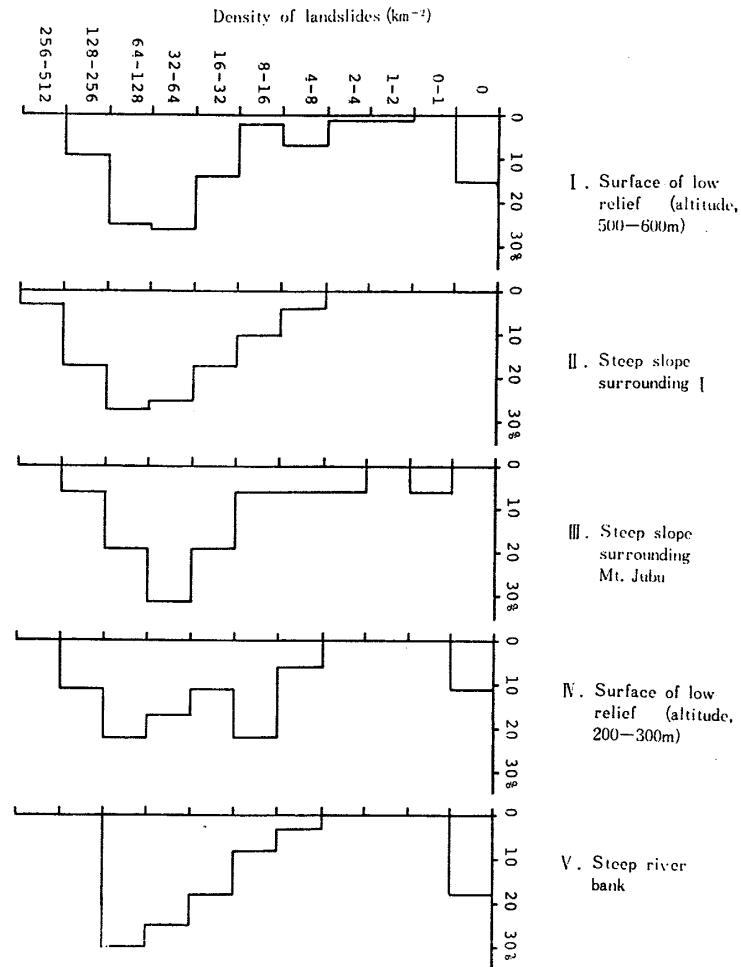 Density of landslides (km⁻²)
256-512
128-256
64-128
32-64
16-32
8-16
4-8
2-4
1-2
0-1
0
0
10
20
30%
I. Surface of low
relief (altitude,
500—600m)
0
10
20
30%
II. Steep slope
surrounding I
0
10
20
30%
III. Steep slope
surrounding
Mt. Jubu
0
10
20
30%
IV. Surface of low
relief (altitude,
200—300m)
0
10
20
30%
V. Steep river
bank